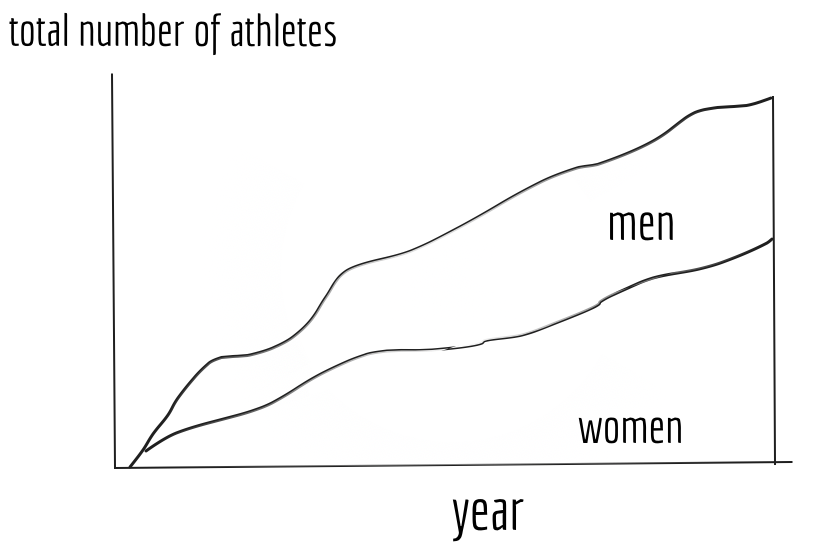 total number of athletes
men
women
year